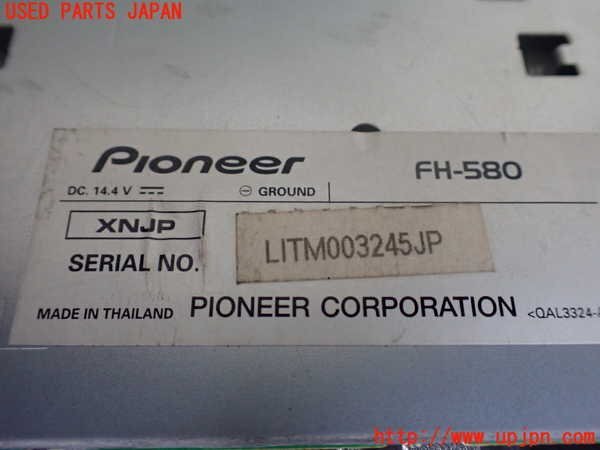 USED PARTS JAPAN
Pioneer FH-580
DC. 14.4 V ⎓ ⊖ GROUND
XNJP
SERIAL NO. LITM003245JP
MADE IN THAILAND PIONEER CORPORATION <QAL3324-
http://www.upjpn.com/